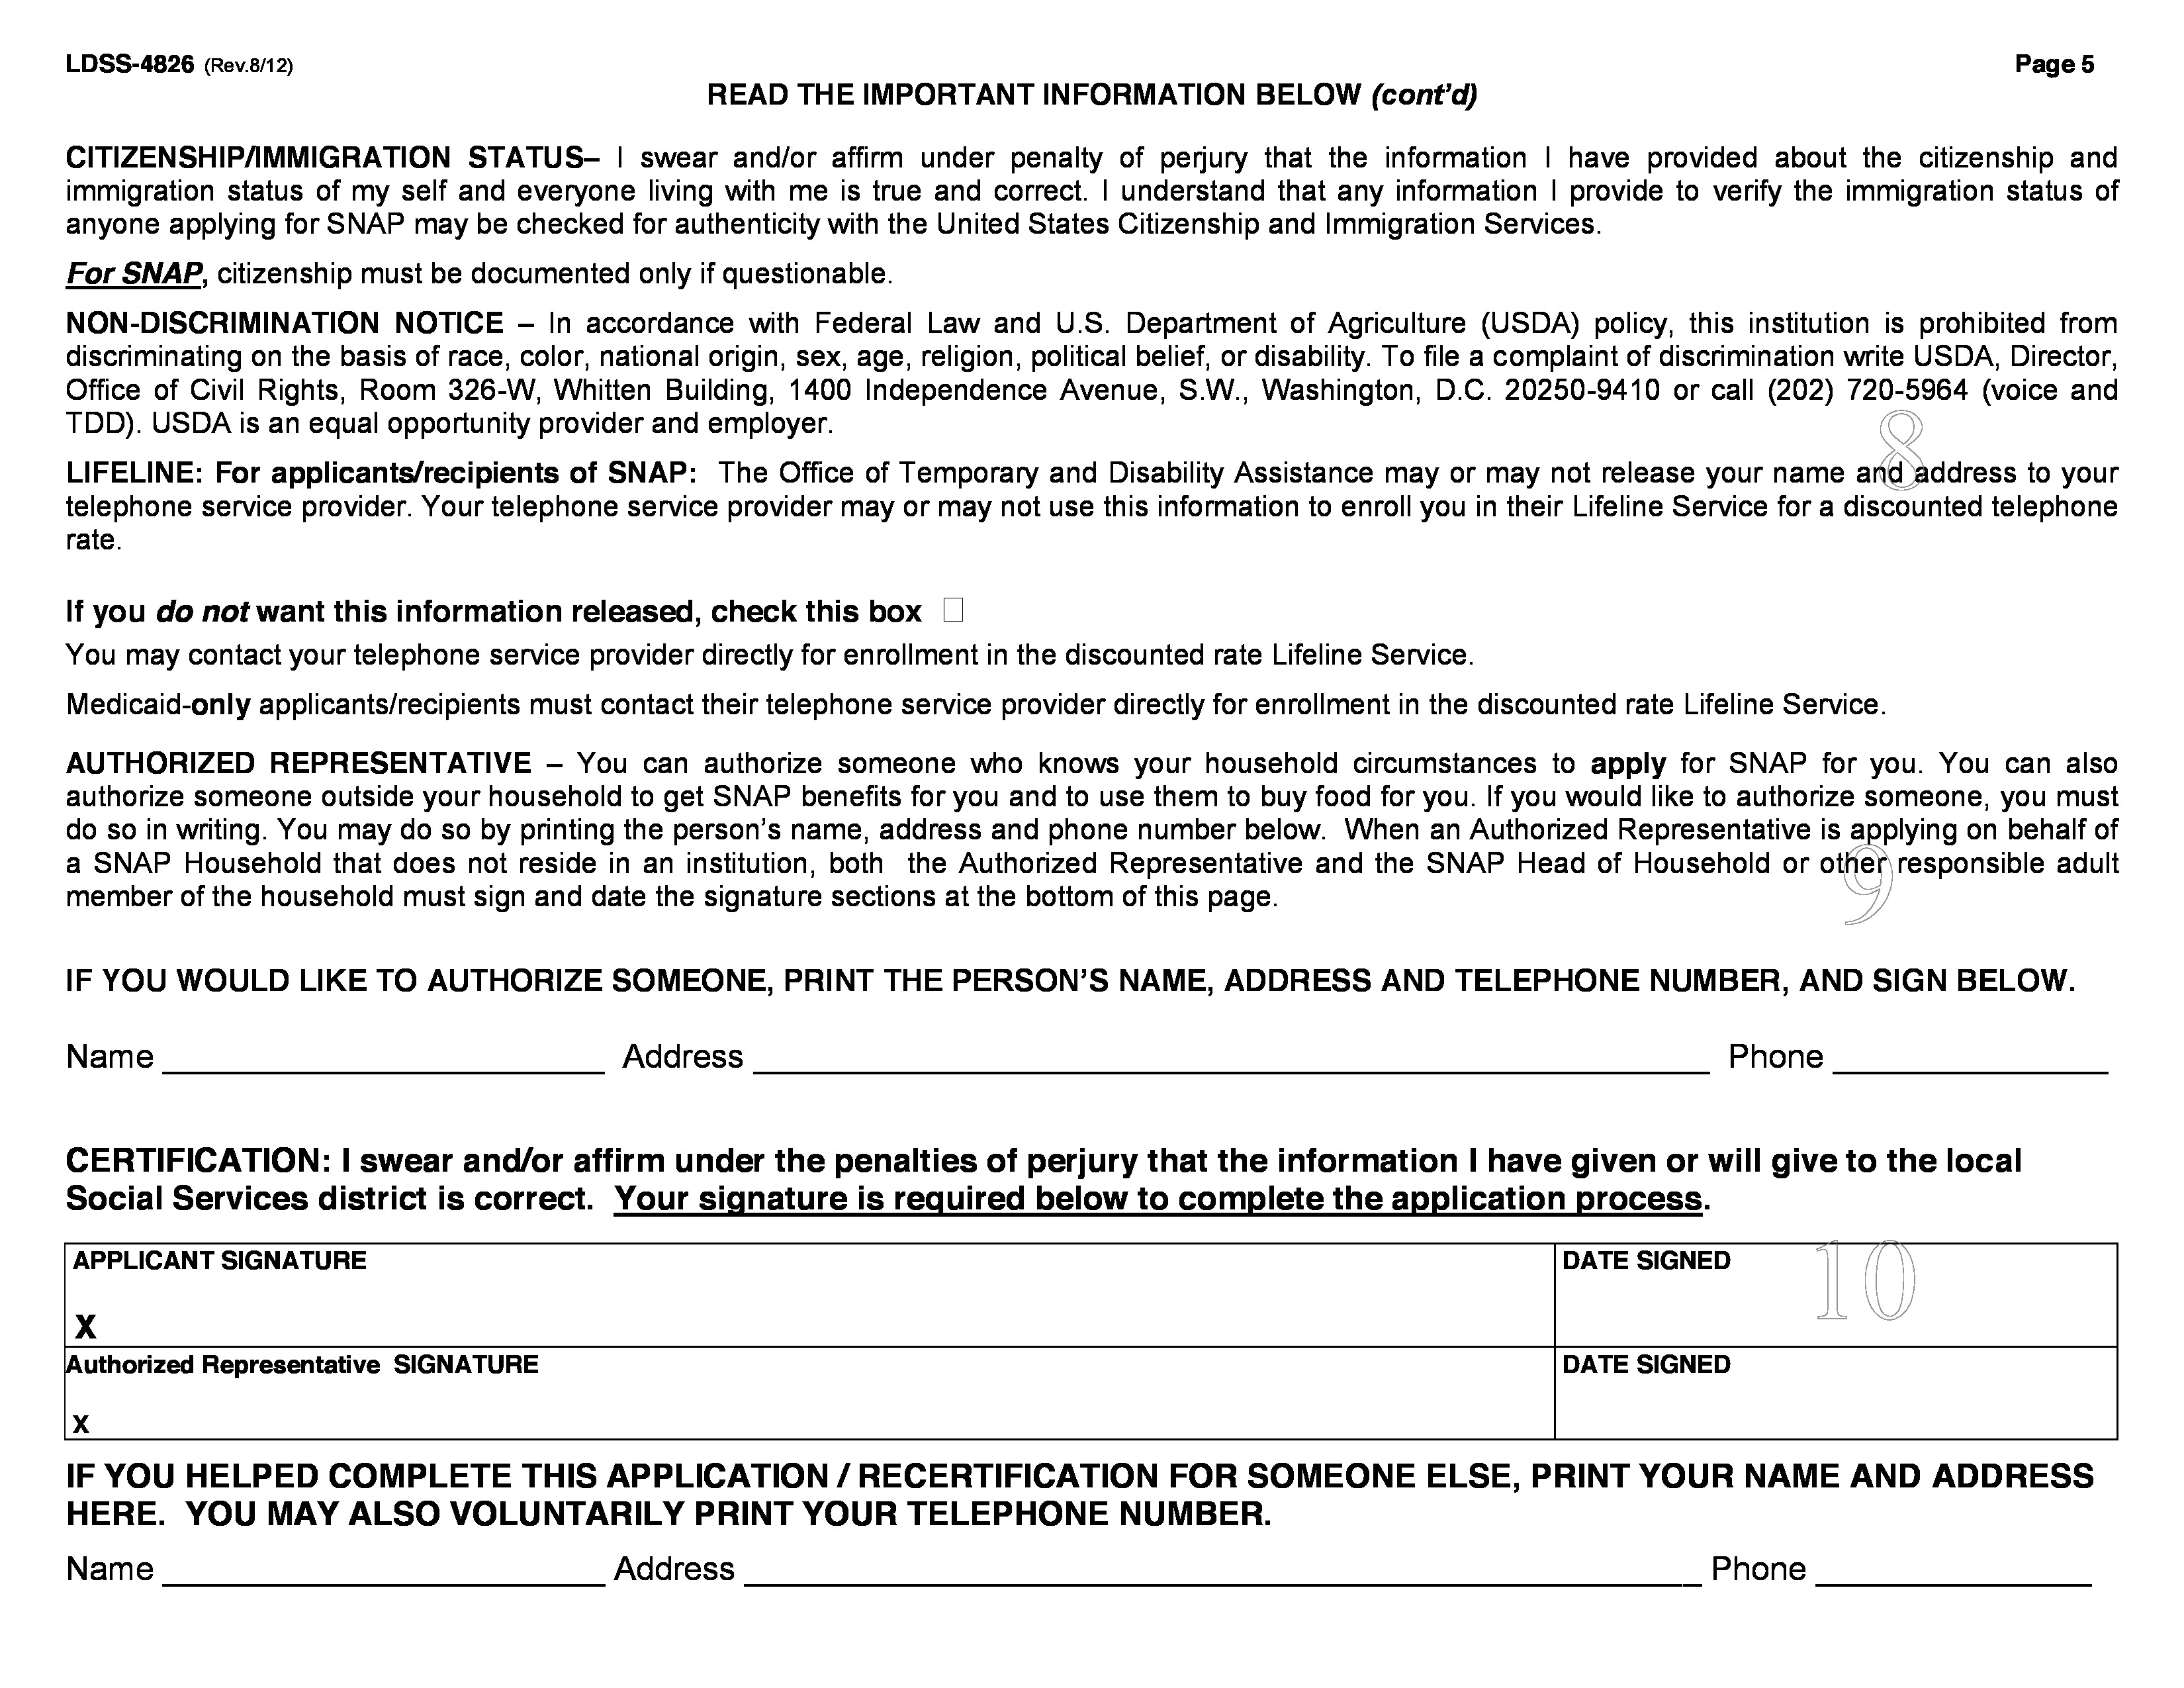 LDSS-4826 (Rev.8/12) Page 5
READ THE IMPORTANT INFORMATION BELOW (cont’d)
CITIZENSHIP/IMMIGRATION STATUS– I swear and/or affirm under penalty of perjury that the information I have provided about the citizenship and
immigration status of my self and everyone living with me is true and correct. I understand that any information I provide to verify the immigration status of
anyone applying for SNAP may be checked for authenticity with the United States Citizenship and Immigration Services.
For SNAP, citizenship must be documented only if questionable.
NON-DISCRIMINATION NOTICE – In accordance with Federal Law and U.S. Department of Agriculture (USDA) policy, this institution is prohibited from
discriminating on the basis of race, color, national origin, sex, age, religion, political belief, or disability. To file a complaint of discrimination write USDA, Director,
Office of Civil Rights, Room 326-W, Whitten Building, 1400 Independence Avenue, S.W., Washington, D.C. 20250-9410 or call (202) 720-5964 (voice and
TDD). USDA is an equal opportunity provider and employer.
8
LIFELINE: For applicants/recipients of SNAP: The Office of Temporary and Disability Assistance may or may not release your name and address to your
telephone service provider. Your telephone service provider may or may not use this information to enroll you in their Lifeline Service for a discounted telephone
rate.
If you do not want this information released, check this box ☐
You may contact your telephone service provider directly for enrollment in the discounted rate Lifeline Service.
Medicaid-only applicants/recipients must contact their telephone service provider directly for enrollment in the discounted rate Lifeline Service.
AUTHORIZED REPRESENTATIVE – You can authorize someone who knows your household circumstances to apply for SNAP for you. You can also
authorize someone outside your household to get SNAP benefits for you and to use them to buy food for you. If you would like to authorize someone, you must
do so in writing. You may do so by printing the person’s name, address and phone number below. When an Authorized Representative is applying on behalf of
a SNAP Household that does not reside in an institution, both the Authorized Representative and the SNAP Head of Household or other responsible adult
member of the household must sign and date the signature sections at the bottom of this page.
9
IF YOU WOULD LIKE TO AUTHORIZE SOMEONE, PRINT THE PERSON’S NAME, ADDRESS AND TELEPHONE NUMBER, AND SIGN BELOW.
Name Address Phone
CERTIFICATION: I swear and/or affirm under the penalties of perjury that the information I have given or will give to the local
Social Services district is correct. Your signature is required below to complete the application process.
APPLICANT SIGNATURE DATE SIGNED 10
X
Authorized Representative SIGNATURE DATE SIGNED
X
IF YOU HELPED COMPLETE THIS APPLICATION / RECERTIFICATION FOR SOMEONE ELSE, PRINT YOUR NAME AND ADDRESS
HERE. YOU MAY ALSO VOLUNTARILY PRINT YOUR TELEPHONE NUMBER.
Name Address Phone